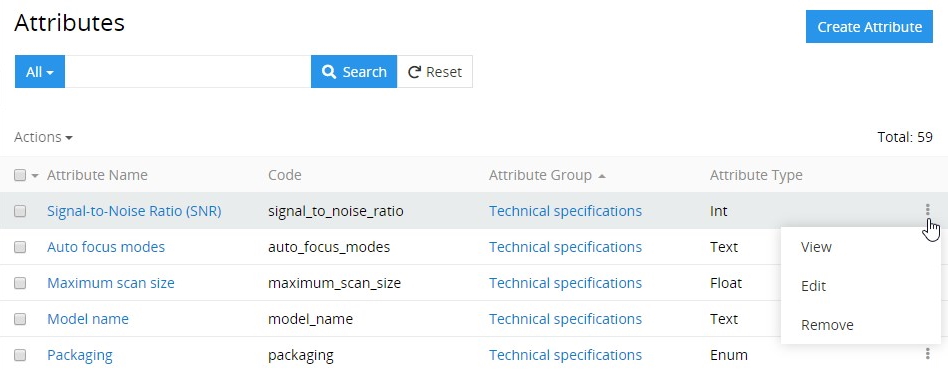 Attributes
Create Attribute
All Search Reset
Actions Total: 59
Attribute Name Code Attribute Group Attribute Type
Signal-to-Noise Ratio (SNR) signal_to_noise_ratio Technical specifications Int
Auto focus modes auto_focus_modes Technical specifications Text View
Maximum scan size maximum_scan_size Technical specifications Float Edit
Model name model_name Technical specifications Text Remove
Packaging packaging Technical specifications Enum